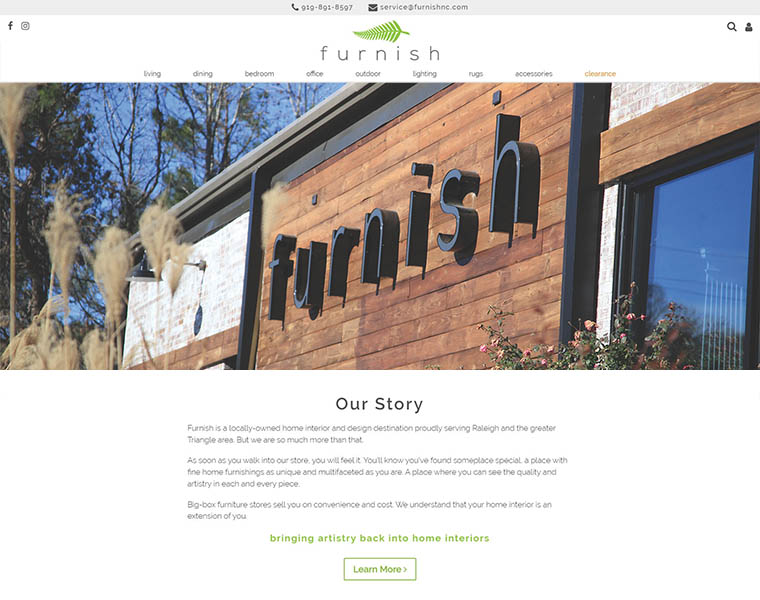 919-891-8597 service@furnishnc.com
furnish
living dining bedroom office outdoor lighting rugs accessories clearance
furnish
Our Story
Furnish is a locally-owned home interior and design destination proudly serving Raleigh and the greater
Triangle area. But we are so much more than that.
As soon as you walk into our store, you will feel it. You'll know you've found someplace special, a place with
fine home furnishings as unique and multifaceted as you are. A place where you can see the quality and
artistry in each and every piece.
Big-box furniture stores sell you on convenience and cost. We understand that your home interior is an
extension of you.
bringing artistry back into home interiors
Learn More >